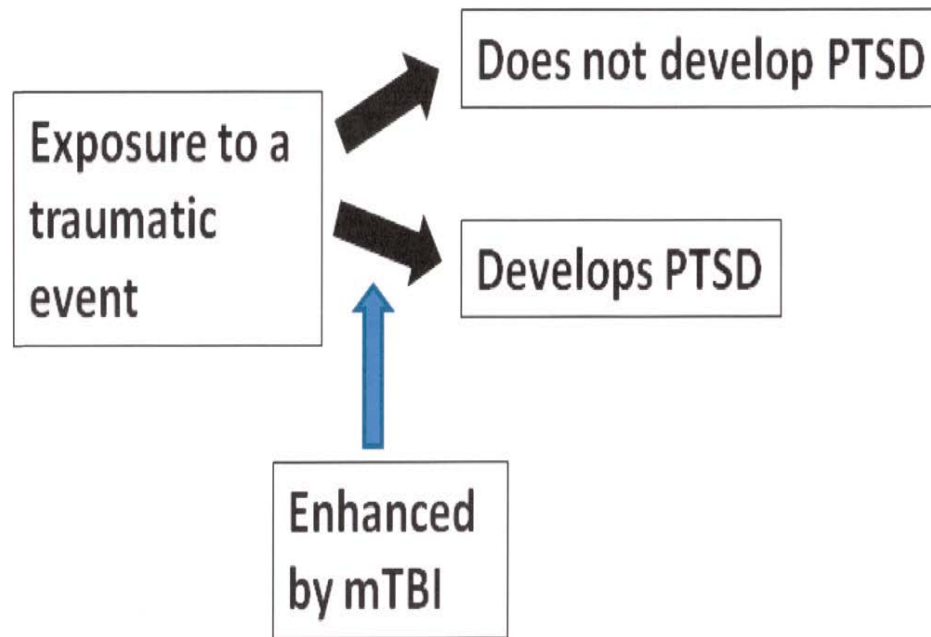 Does not develop PTSD
Exposure to a
traumatic
event
Develops PTSD
Enhanced
by mTBI